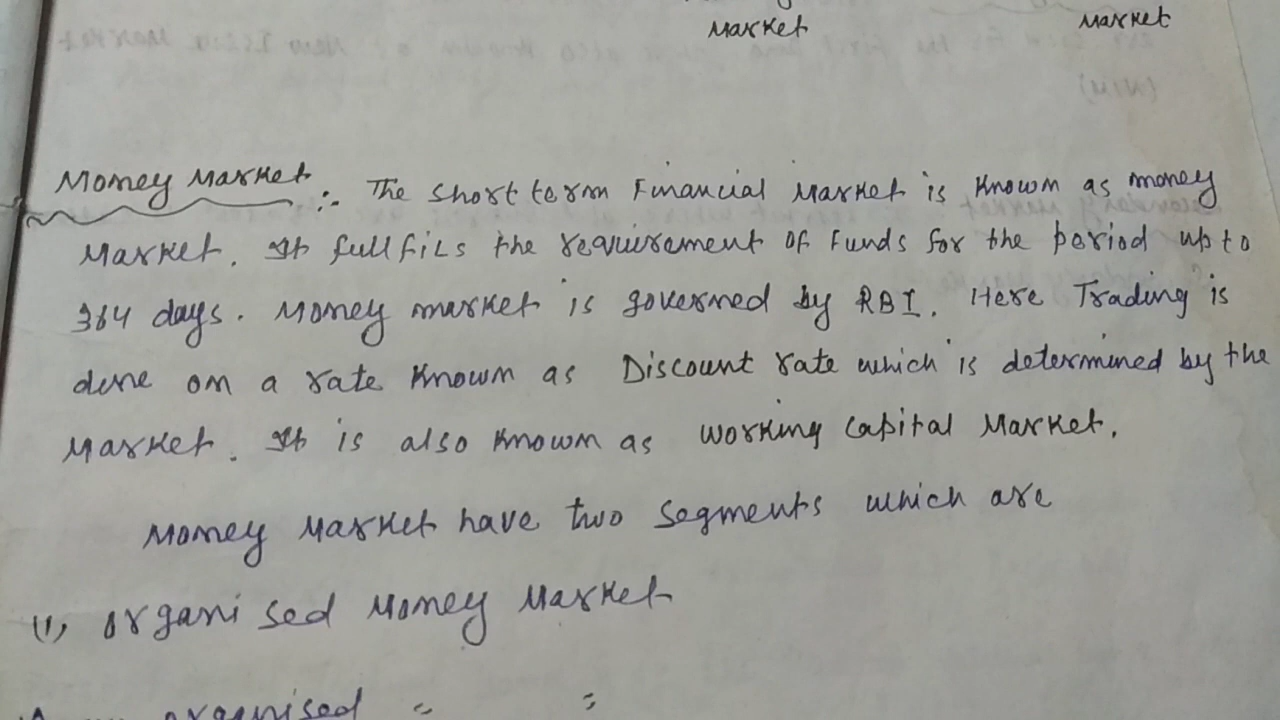 Market Market
Money Market :- The Short term Financial Market is Known as money
Market. It fullfils the requirement of Funds for the period upto
364 days. Money market is governed by RBI. Here Trading is
done on a rate Known as Discount rate which is determined by the
Market. It is also Known as Working Capital Market.
Money Market have two segments which are
(1) Organised Money Market
organised " "